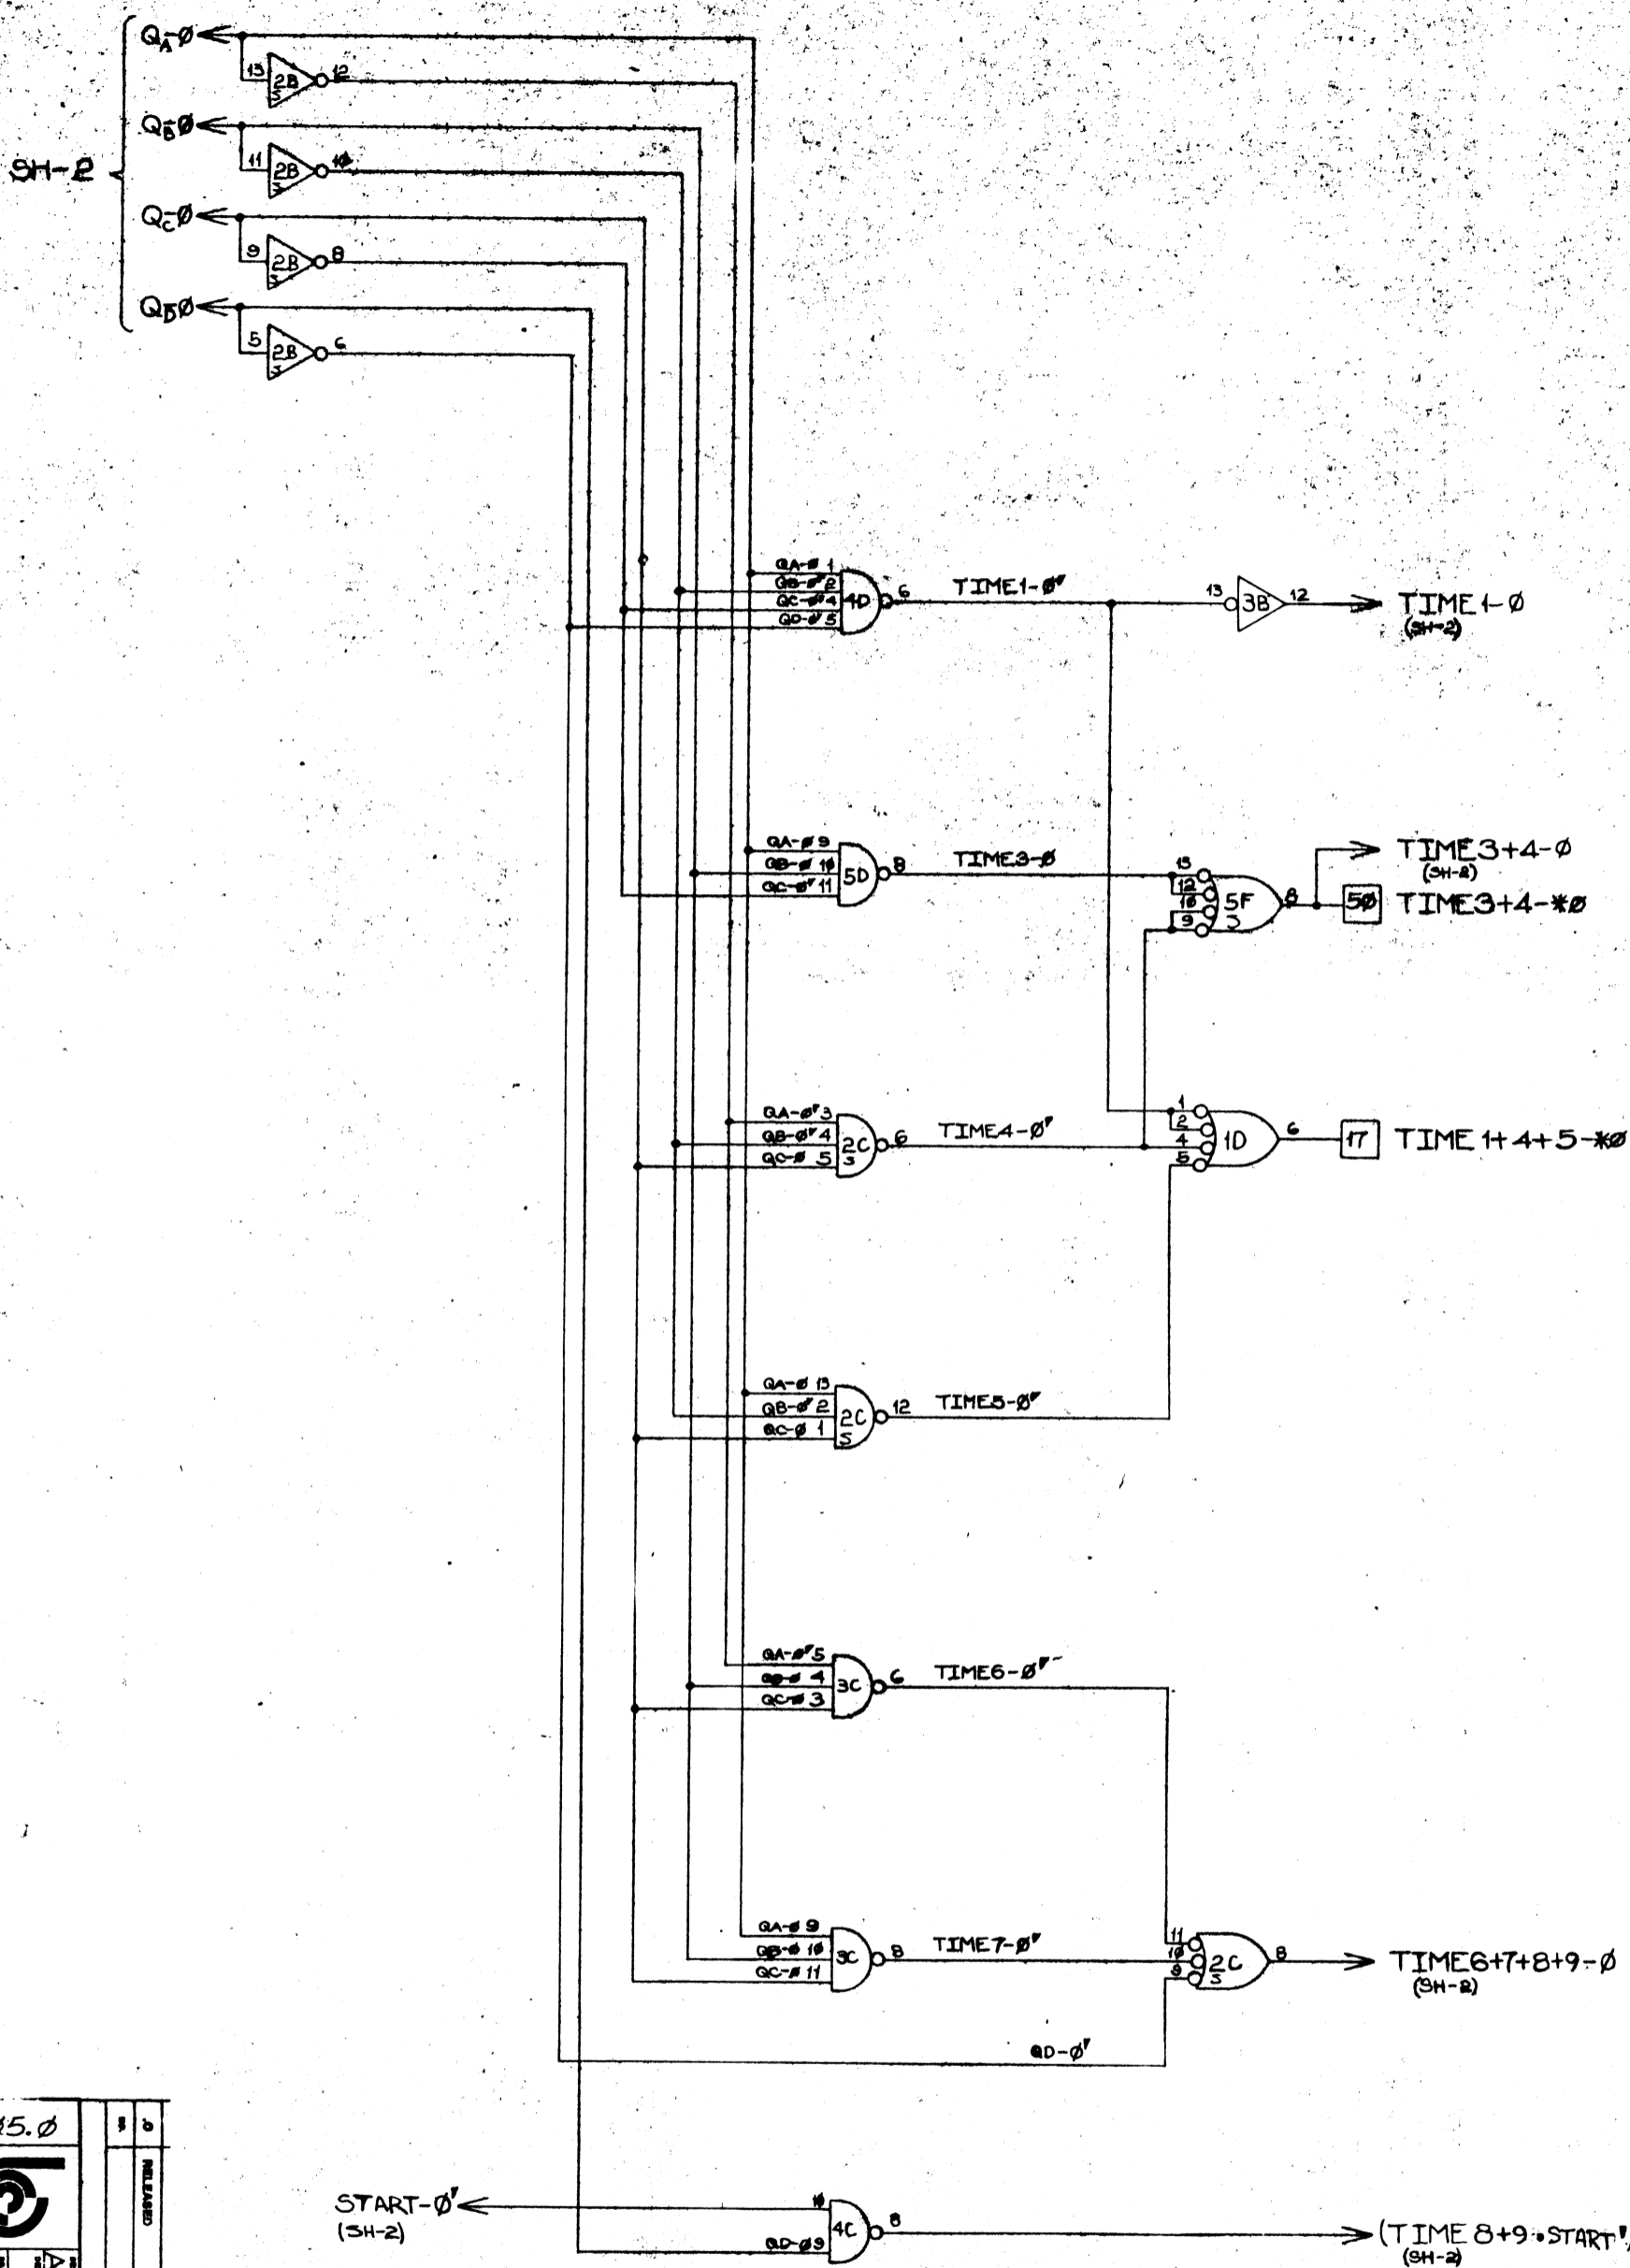 QA-Ø
13 2B S 12
QB-Ø
SH-2
11 2B S 10
QC-Ø
9 2B S 8
QD-Ø
5 2B S 6
QA-Ø 1
QB-Ø' 2
QC-Ø' 4
QD-Ø' 5
4D 6 TIME1-Ø'
13 3B 12 TIME1-Ø
(SH-2)
QA-Ø 9
QB-Ø 10
QC-Ø' 11
5D 8 TIME3-Ø
13
12
10
9
5F S 8
TIME3+4-Ø
(SH-2)
50 TIME3+4-*Ø
QA-Ø' 3
QB-Ø' 4
QC-Ø 5
2C S 6 TIME4-Ø'
1
2
4
5
1D 6 17 TIME 1+4+5-*Ø
QA-Ø 13
QB-Ø' 2
QC-Ø 1
2C S 12 TIME5-Ø'
QA-Ø' 5
QB-Ø 4
QC-Ø 3
3C 6 TIME6-Ø'
QA-Ø 9
QB-Ø 10
QC-Ø 11
3C 8 TIME7-Ø'
11
10
9
2C S 8 TIME6+7+8+9-Ø
(SH-2)
QD-Ø'
START-Ø'
(SH-2)
10
QD-Ø 9
4C 8 (TIME 8+9·START'
(SH-2)
5.Ø
RELEASED